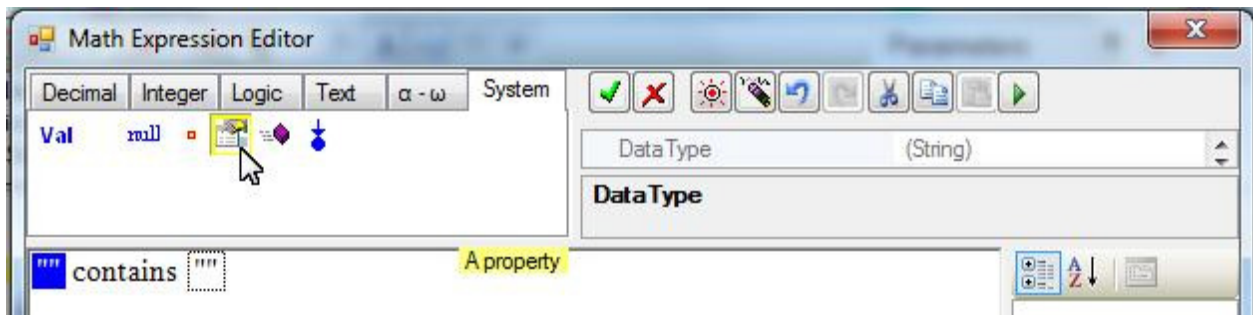 Math Expression Editor
Decimal Integer Logic Text α - ω System
Val null
DataType (String)
DataType
"" contains ""
A property
A Z